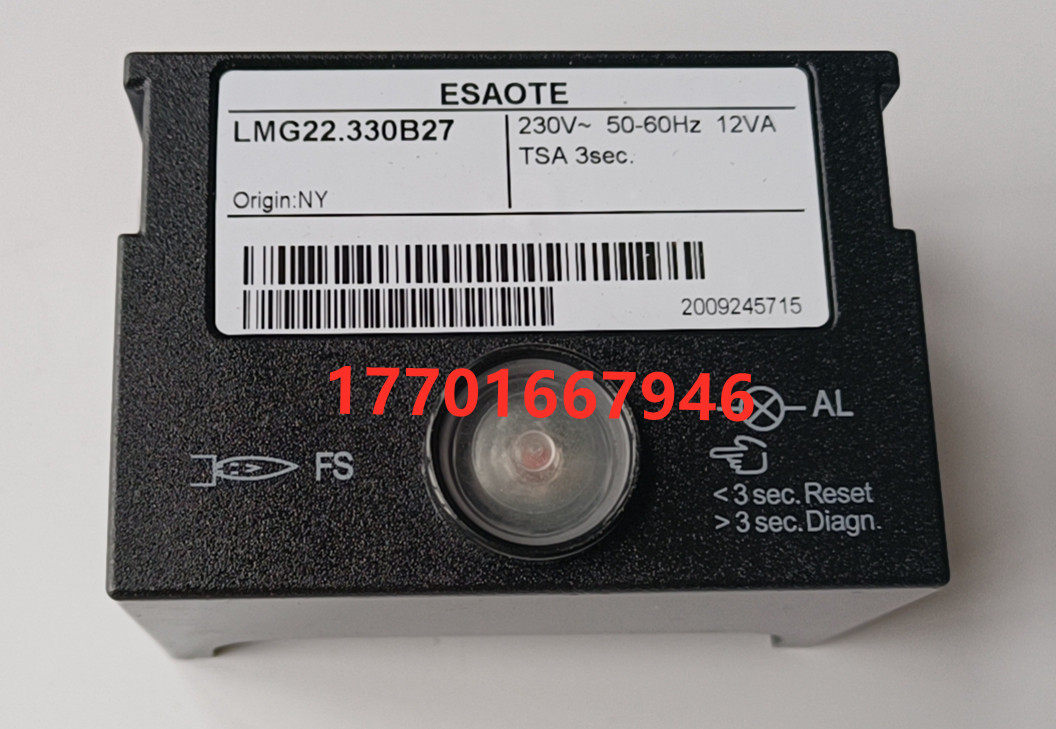 ESAOTE
LMG22.330B27
230V~ 50-60Hz 12VA
TSA 3sec.
Origin:NY
2009245715
17701667946
AL
FS
< 3 sec. Reset
> 3 sec. Diagn.